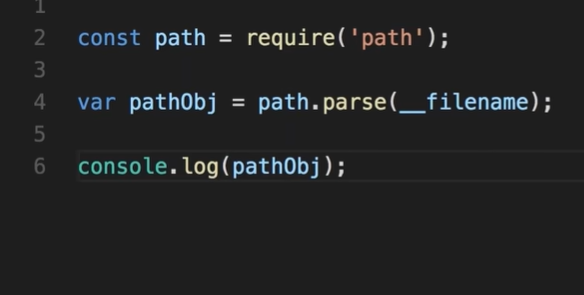 1
2 const path = require('path');
3
4 var pathObj = path.parse(__filename);
5
6 console.log(pathObj);